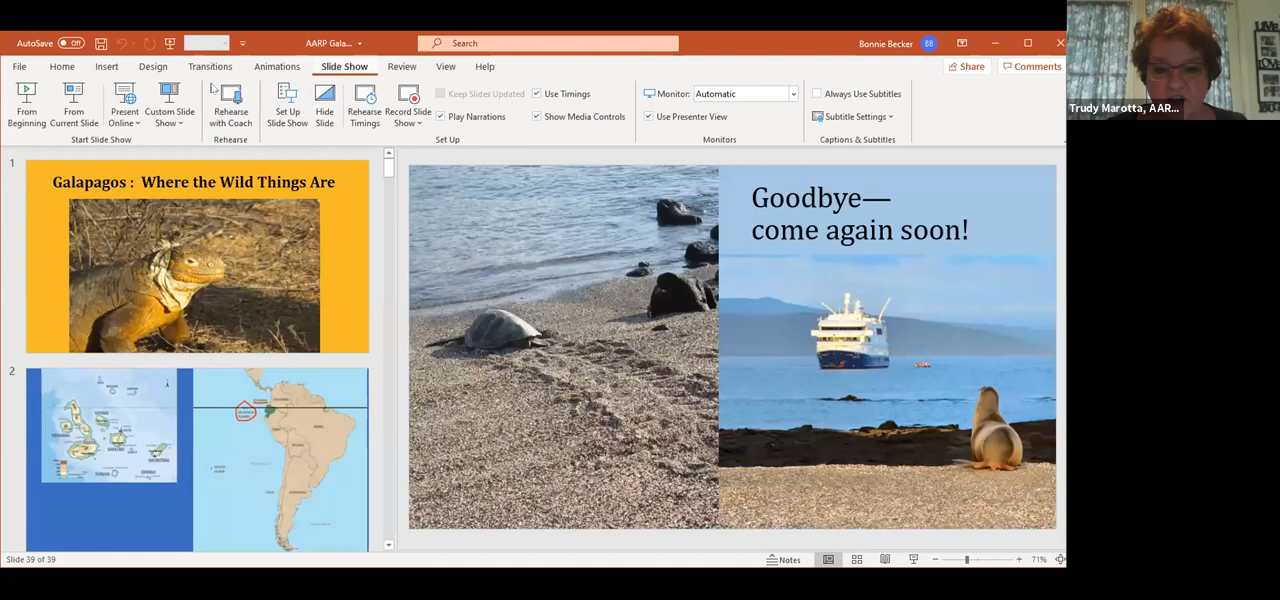 AutoSave Off
AARP Gala...
Search
Bonnie Becker BB
File Home Insert Design Transitions Animations Slide Show Review View Help
Share Comments
From Beginning
From Current Slide
Present Online
Custom Slide Show
Rehearse with Coach
Set Up Slide Show
Hide Slide
Rehearse Timings
Record Slide Show
Keep Slides Updated Use Timings
Play Narrations Show Media Controls
Monitor: Automatic
Use Presenter View
Always Use Subtitles
Subtitle Settings
Start Slide Show Rehearse Set Up Monitors Captions & Subtitles
1
Galapagos : Where the Wild Things Are
2
Goodbye—
come again soon!
Slide 39 of 39
Notes
71%
Trudy Marotta, AAR...